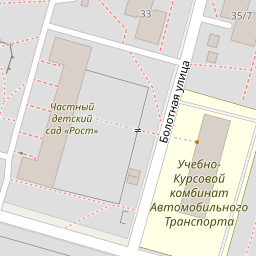 33
35/7
Частный
детский
сад «Рост»
Болотная улица
Учебно-
Курсовой
комбинат
Автомобильного
Транспорта